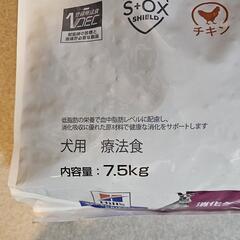 VDEC
S+OX
SHIELD
チキン
低脂肪の栄養で血中脂肪レベルに配慮し、
消化吸収に優れた原材料で健康な消化をサポートします
犬用 療法食
内容量：7.5kg
消化